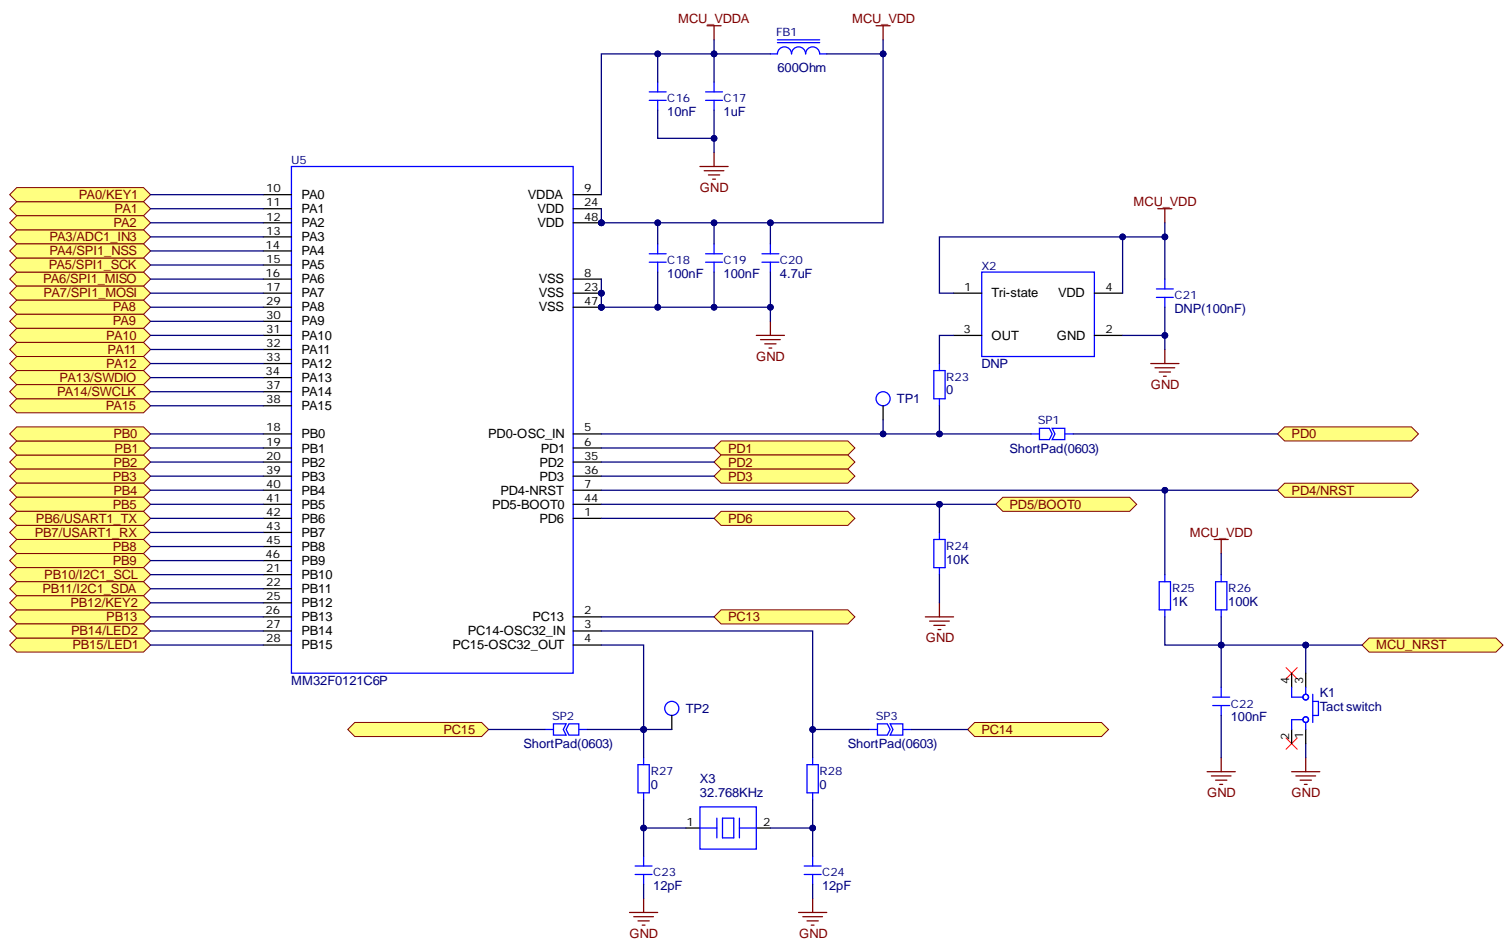 MCU_VDDA
MCU_VDD
FB1
600Ohm
C16
10nF
C17
1uF
GND
U5
PA0/KEY1 10 PA0
PA1 11 PA1
PA2 12 PA2
PA3/ADC1_IN3 13 PA3
PA4/SPI1_NSS 14 PA4
PA5/SPI1_SCK 15 PA5
PA6/SPI1_MISO 16 PA6
PA7/SPI1_MOSI 17 PA7
PA8 29 PA8
PA9 30 PA9
PA10 31 PA10
PA11 32 PA11
PA12 33 PA12
PA13/SWDIO 34 PA13
PA14/SWCLK 37 PA14
PA15 38 PA15
PB0 18 PB0
PB1 19 PB1
PB2 20 PB2
PB3 39 PB3
PB4 40 PB4
PB5 41 PB5
PB6/USART1_TX 42 PB6
PB7/USART1_RX 43 PB7
PB8 45 PB8
PB9 46 PB9
PB10/I2C1_SCL 21 PB10
PB11/I2C1_SDA 22 PB11
PB12/KEY2 25 PB12
PB13 26 PB13
PB14/LED2 27 PB14
PB15/LED1 28 PB15
MM32F0121C6P
VDDA 9
VDD 24
VDD 48
VSS 8
VSS 23
VSS 47
C18
100nF
C19
100nF
C20
4.7uF
GND
MCU_VDD
X2
1 Tri-state VDD 4
3 OUT GND 2
DNP
C21
DNP(100nF)
GND
R23
0
TP1
SP1
ShortPad(0603)
PD0-OSC_IN 5 PD0
PD1 6 PD1
PD2 35 PD2
PD3 36 PD3
PD4-NRST 7 PD4/NRST
PD5-BOOT0 44 PD5/BOOT0
PD6 1 PD6
R24
10K
GND
MCU_VDD
R25
1K
R26
100K
MCU_NRST
C22
100nF
GND
4 3
K1
Tact switch
2 1
GND
PC13 2 PC13
PC14-OSC32_IN 3
PC15-OSC32_OUT 4
PC15
SP2
ShortPad(0603)
TP2
SP3
ShortPad(0603)
PC14
R27
0
X3
32.768KHz
1 2
R28
0
C23
12pF
GND
C24
12pF
GND